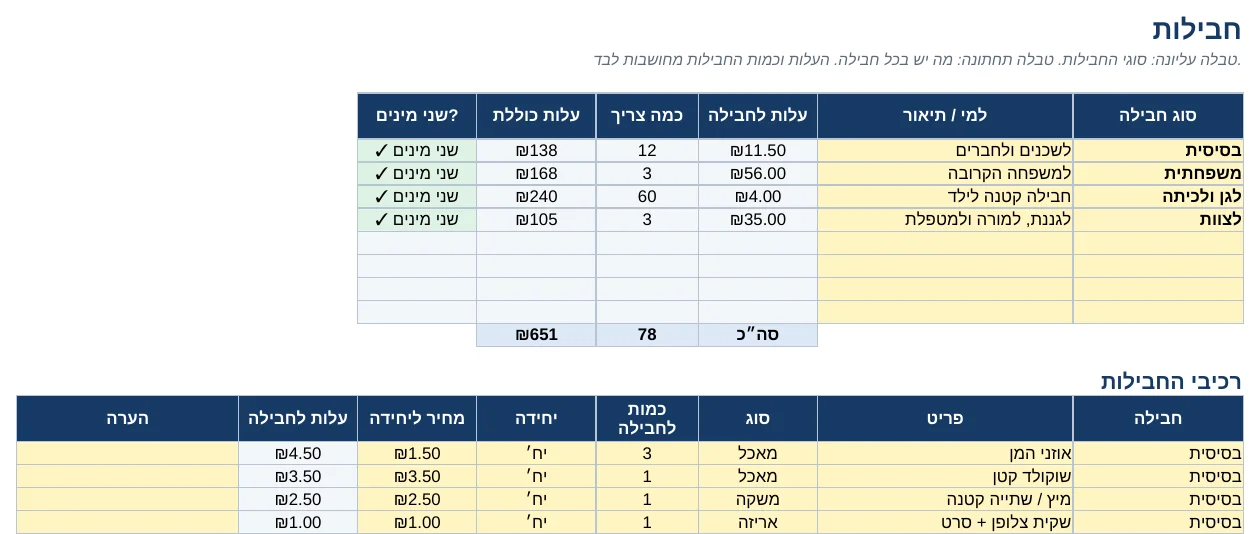 חבילות
טבלה עליונה: סוגי החבילות. טבלה תחתונה: מה יש בכל חבילה. העלות וכמות החבילות מחושבות לבד.
סוג חבילה למי / תיאור עלות לחבילה כמה צריך עלות כוללת שני מינים?
בסיסית לשכנים ולחברים ₪11.50 12 ₪138 שני מינים ✓
משפחתית למשפחה הקרובה ₪56.00 3 ₪168 שני מינים ✓
לגן ולכיתה חבילה קטנה לילד ₪4.00 60 ₪240 שני מינים ✓
לצוות לגננת, למורה ולמטפלת ₪35.00 3 ₪105 שני מינים ✓
סה״כ 78 ₪651
רכיבי החבילות
חבילה פריט סוג כמות לחבילה יחידה מחיר ליחידה עלות לחבילה הערה
בסיסית אוזני המן מאכל 3 יח׳ ₪1.50 ₪4.50
בסיסית שוקולד קטן מאכל 1 יח׳ ₪3.50 ₪3.50
בסיסית מיץ / שתייה קטנה משקה 1 יח׳ ₪2.50 ₪2.50
בסיסית שקית צלופן + סרט אריזה 1 יח׳ ₪1.00 ₪1.00